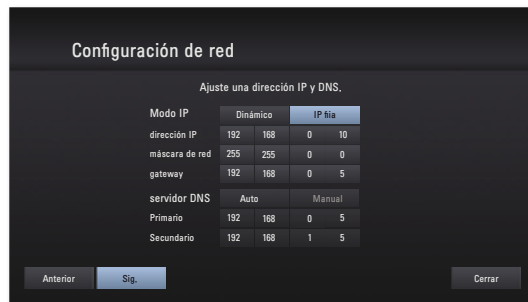 Configuración de red
Ajuste una dirección IP y DNS.
Modo IP Dinámico IP fiia
dirección IP 192 168 0 10
máscara de red 255 255 0 0
gateway 192 168 0 5
servidor DNS Auto Manual
Primario 192 168 0 5
Secundario 192 168 1 5
Anterior Sig. Cerrar